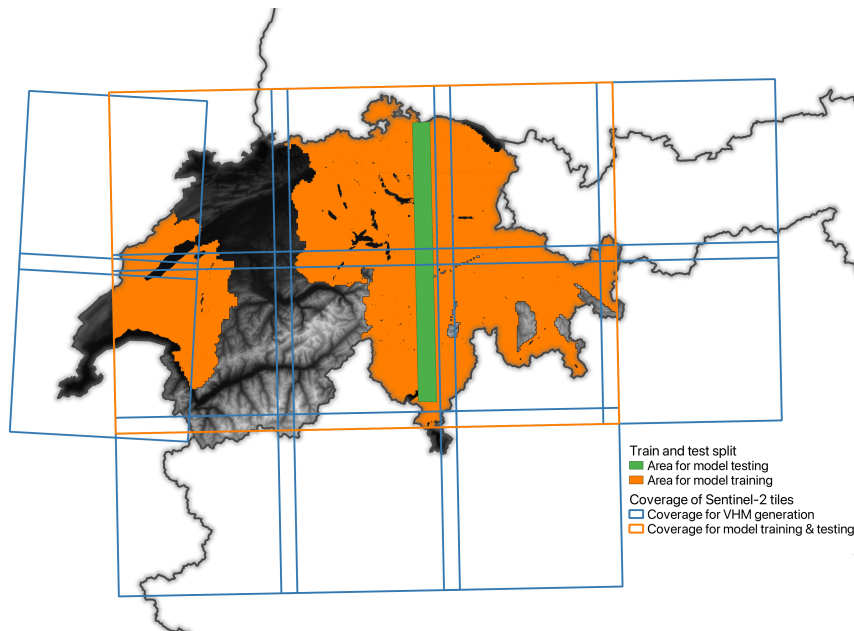 Train and test split
Area for model testing
Area for model training
Coverage of Sentinel-2 tiles
Coverage for VHM generation
Coverage for model training & testing